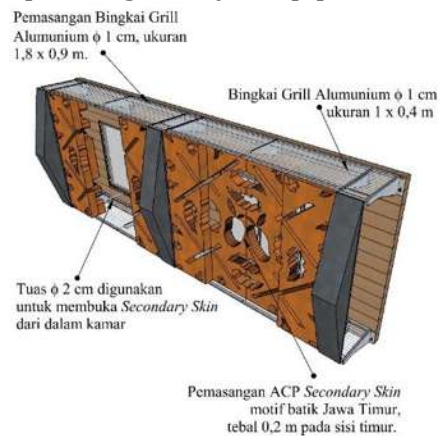 Pemasangan Bingkai Grill
Alumunium ϕ 1 cm, ukuran
1,8 x 0,9 m.
Bingkai Grill Alumunium ϕ 1 cm
ukuran 1 x 0,4 m
Tuas ϕ 2 cm digunakan
untuk membuka Secondary Skin
dari dalam kamar
Pemasangan ACP Secondary Skin
motif batik Jawa Timur,
tebal 0,2 m pada sisi timur.